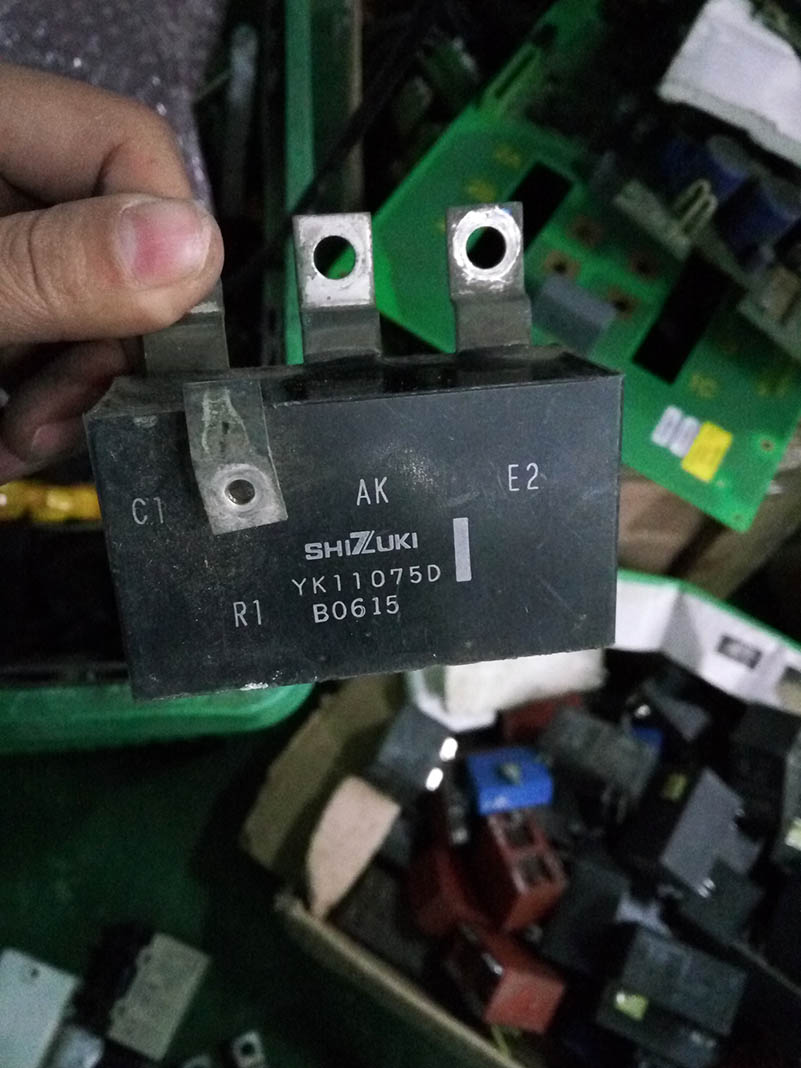 C1
AK
E2
SHIZUKI
YK11075D
R1 B0615